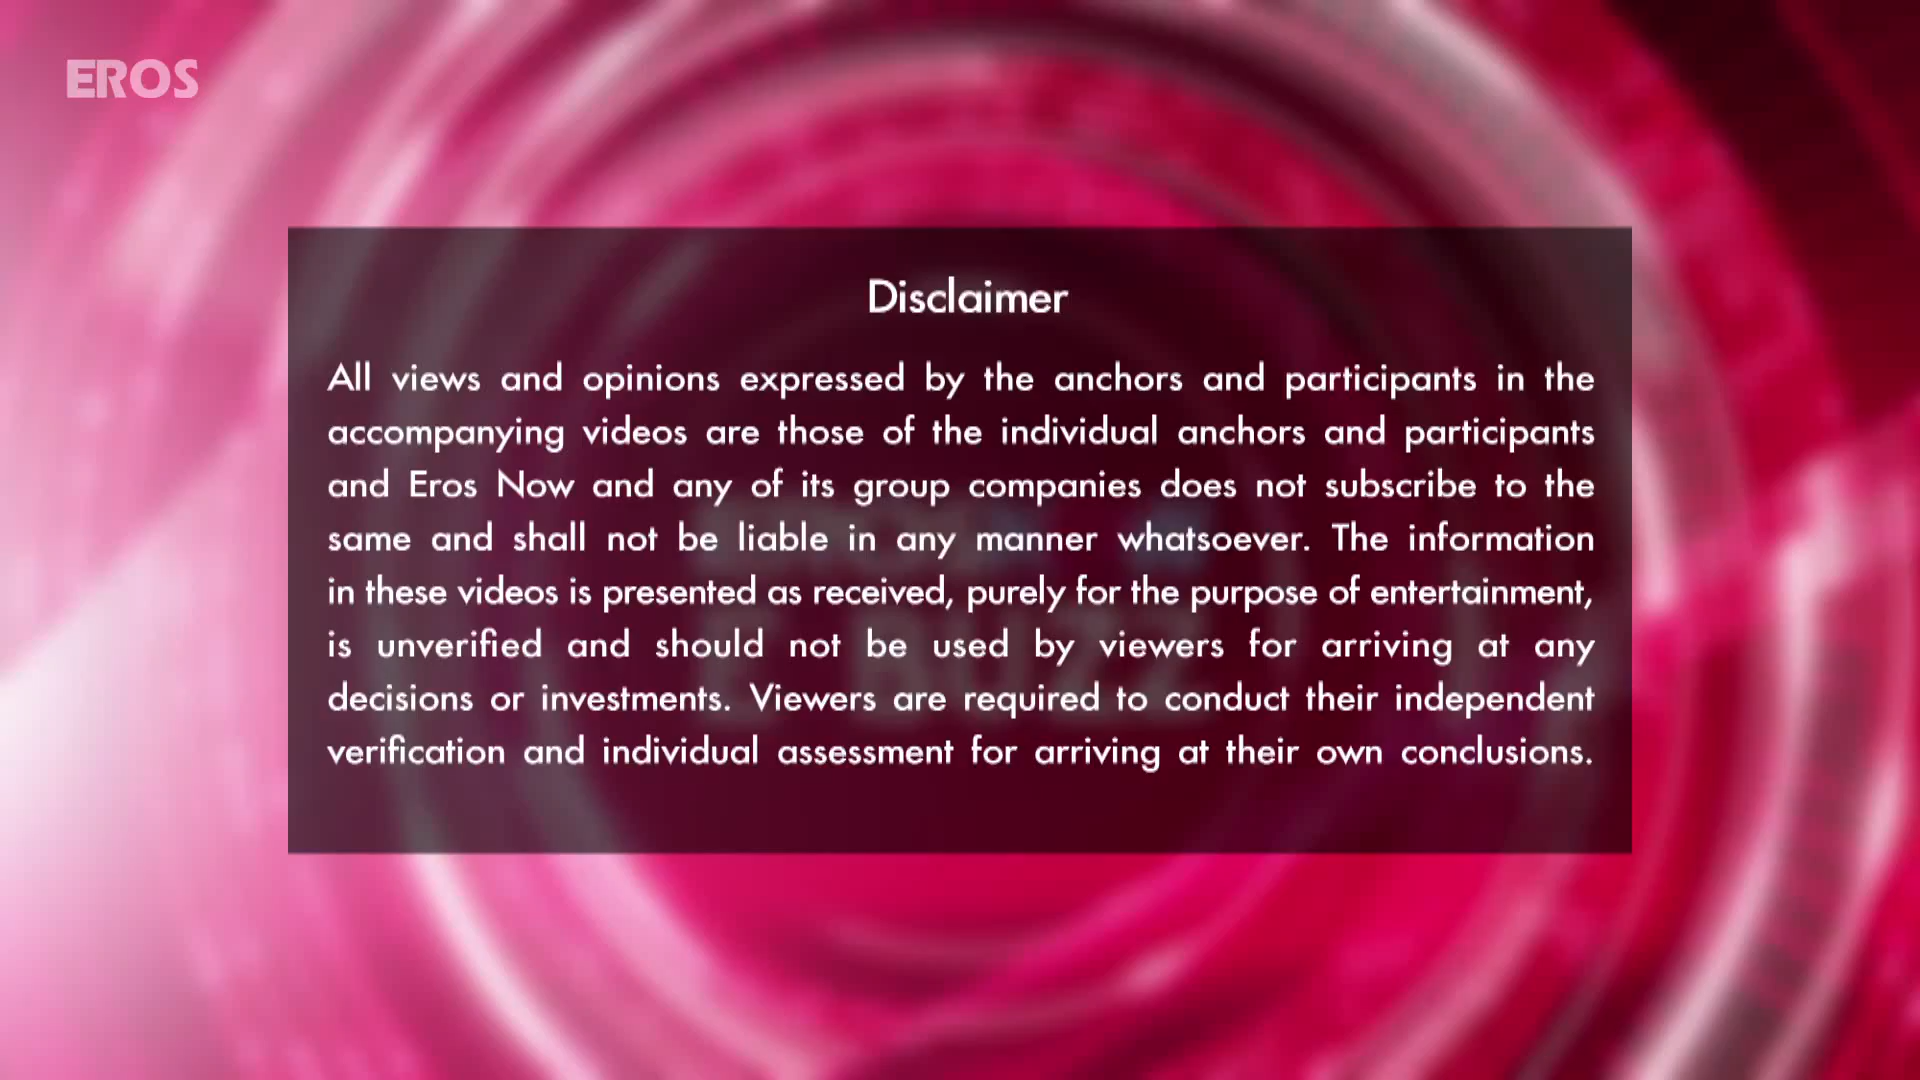 EROS
Disclaimer
All views and opinions expressed by the anchors and participants in the
accompanying videos are those of the individual anchors and participants
and Eros Now and any of its group companies does not subscribe to the
same and shall not be liable in any manner whatsoever. The information
in these videos is presented as received, purely for the purpose of entertainment,
is unverified and should not be used by viewers for arriving at any
decisions or investments. Viewers are required to conduct their independent
verification and individual assessment for arriving at their own conclusions.